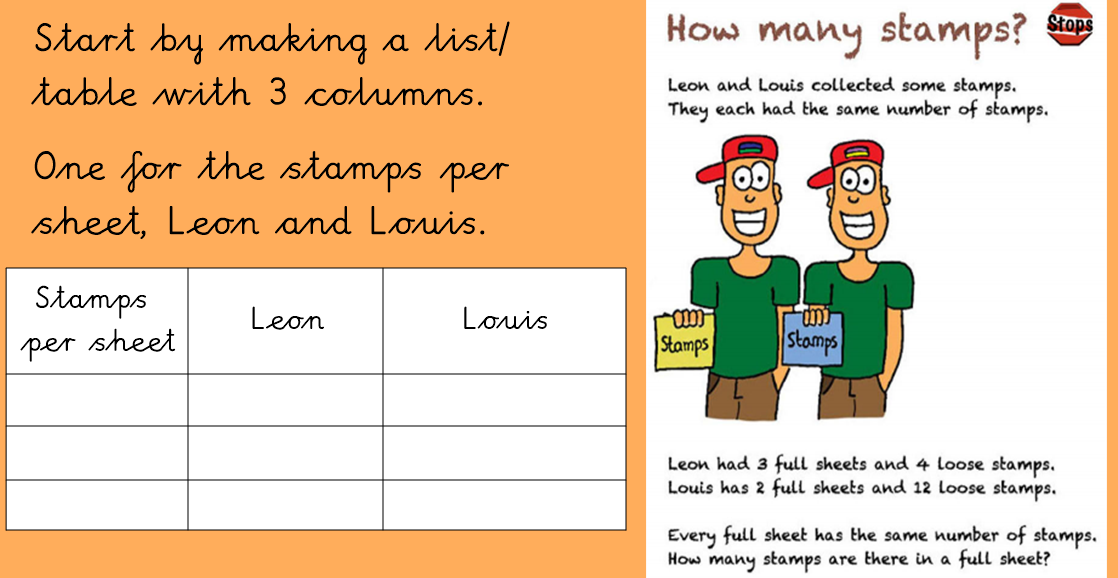 Start by making a list/
table with 3 columns.
One for the stamps per
sheet, Leon and Louis.
Stamps
per sheet
Leon
Louis
How many stamps?
Stops
Leon and Louis collected some stamps.
They each had the same number of stamps.
Stamps
Stamps
Leon had 3 full sheets and 4 loose stamps.
Louis has 2 full sheets and 12 loose stamps.
Every full sheet has the same number of stamps.
How many stamps are there in a full sheet?